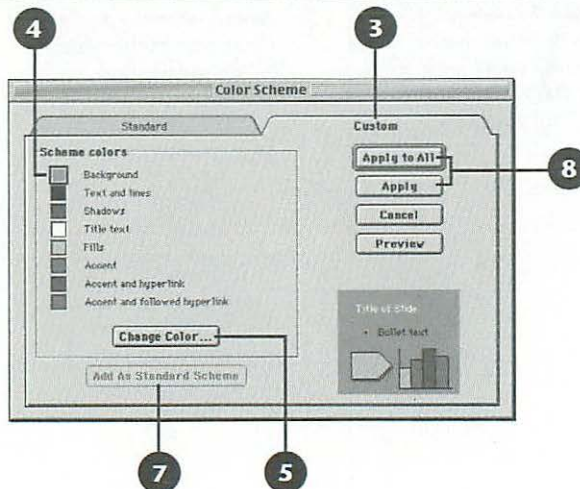 4
3
Color Scheme
Standard
Custom
Scheme colors
Background
Text and lines
Shadows
Title text
Fills
Accent
Accent and hyperlink
Accent and followed hyperlink
Change Color...
Add As Standard Scheme
Apply to All
Apply
Cancel
Preview
8
Title of Slide
• Bullet text
7
5